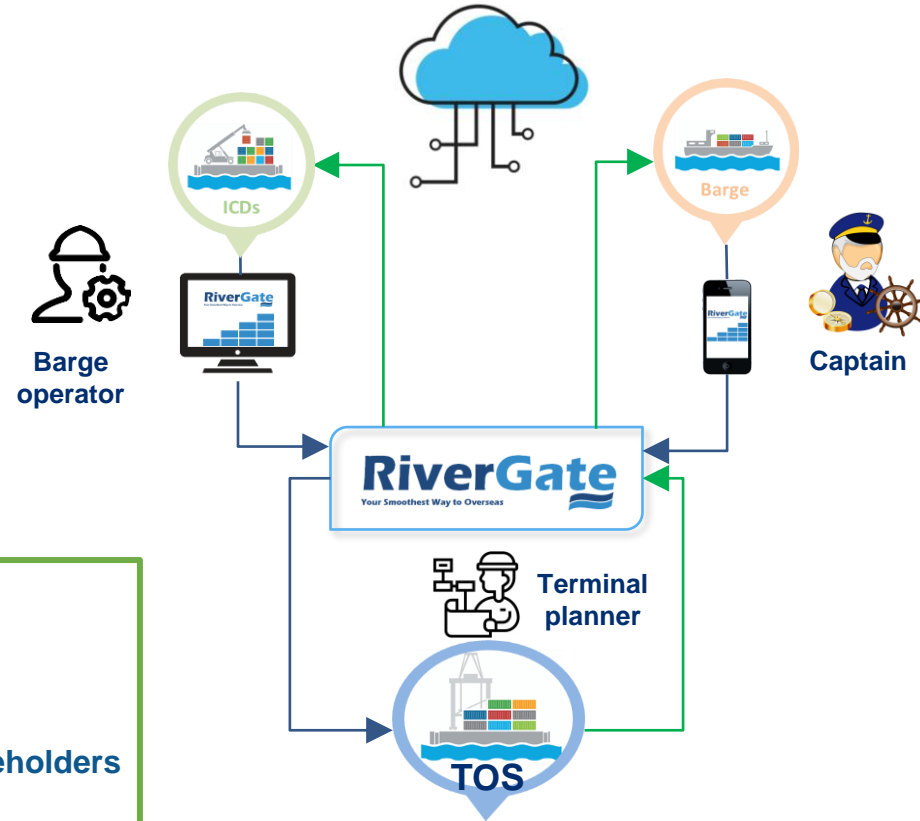 ICDs
Barge
RiverGate
RiverGate
Barge
operator
Captain
RiverGate
Your Smoothest Way to Overseas
Terminal
planner
eholders
TOS